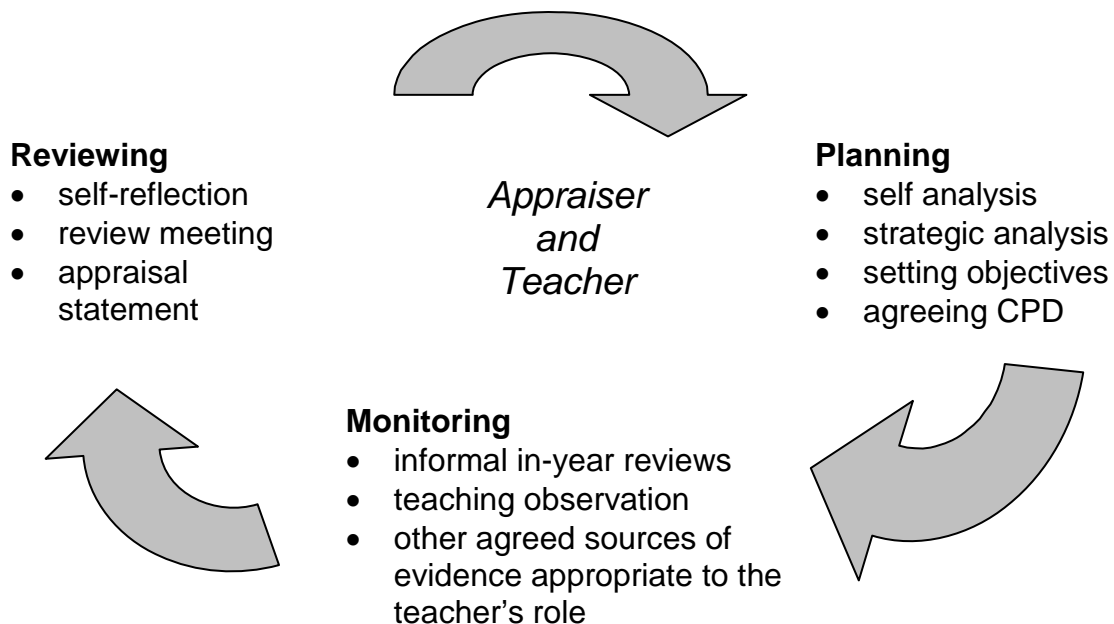 Reviewing
• self-reflection
• review meeting
• appraisal
statement
Appraiser
and
Teacher
Planning
• self analysis
• strategic analysis
• setting objectives
• agreeing CPD
Monitoring
• informal in-year reviews
• teaching observation
• other agreed sources of
evidence appropriate to the
teacher’s role